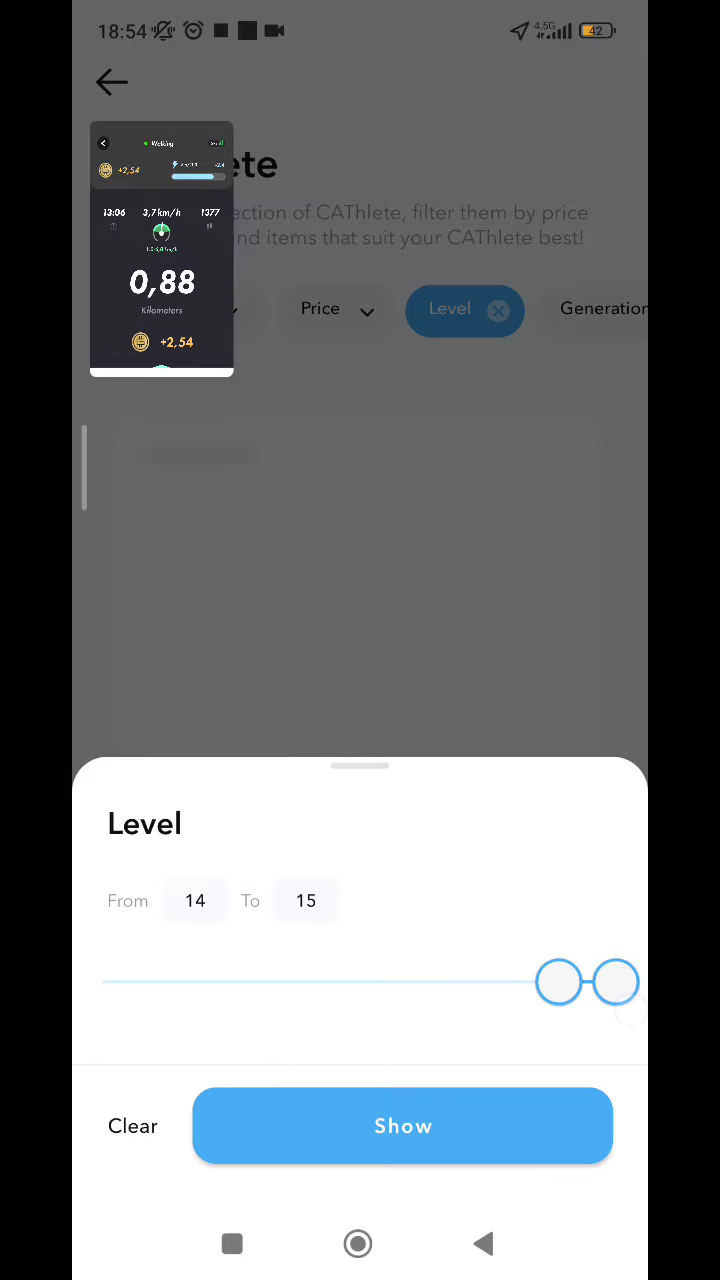 18:54
4.5G
42
ete
Walking
+2,54
ection of CAThlete, filter them by price
nd items that suit your CAThlete best!
13:06 3,7 km/h 1377
0,88
Kilometers
+2,54
Price
Level
Generation
Level
From 14 To 15
Clear
Show